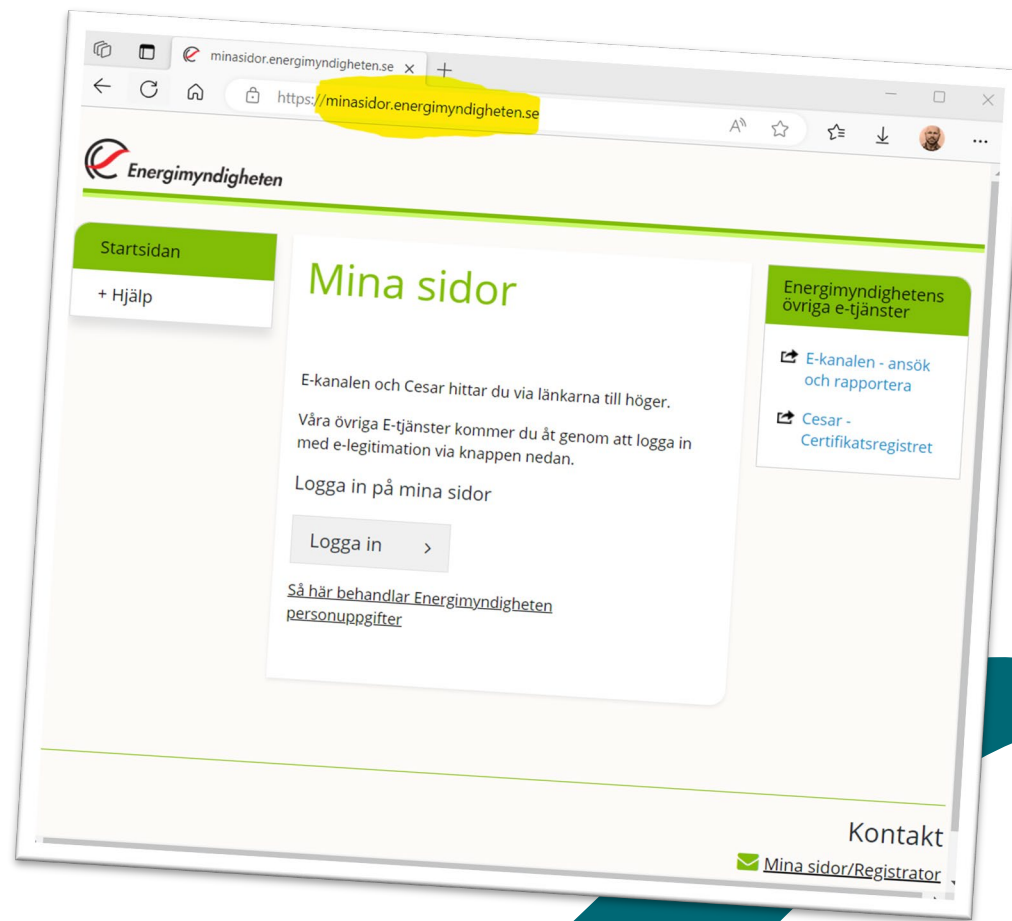 minasidor.energimyndigheten.se
https://minasidor.energimyndigheten.se
Energimyndigheten
Startsidan
+ Hjälp
Mina sidor
E-kanalen och Cesar hittar du via länkarna till höger.
Våra övriga E-tjänster kommer du åt genom att logga in
med e-legitimation via knappen nedan.
Logga in på mina sidor
Logga in
Så här behandlar Energimyndigheten
personuppgifter
Energimyndighetens
övriga e-tjänster
E-kanalen - ansök
och rapportera
Cesar -
Certifikatsregistret
Kontakt
Mina sidor/Registrator